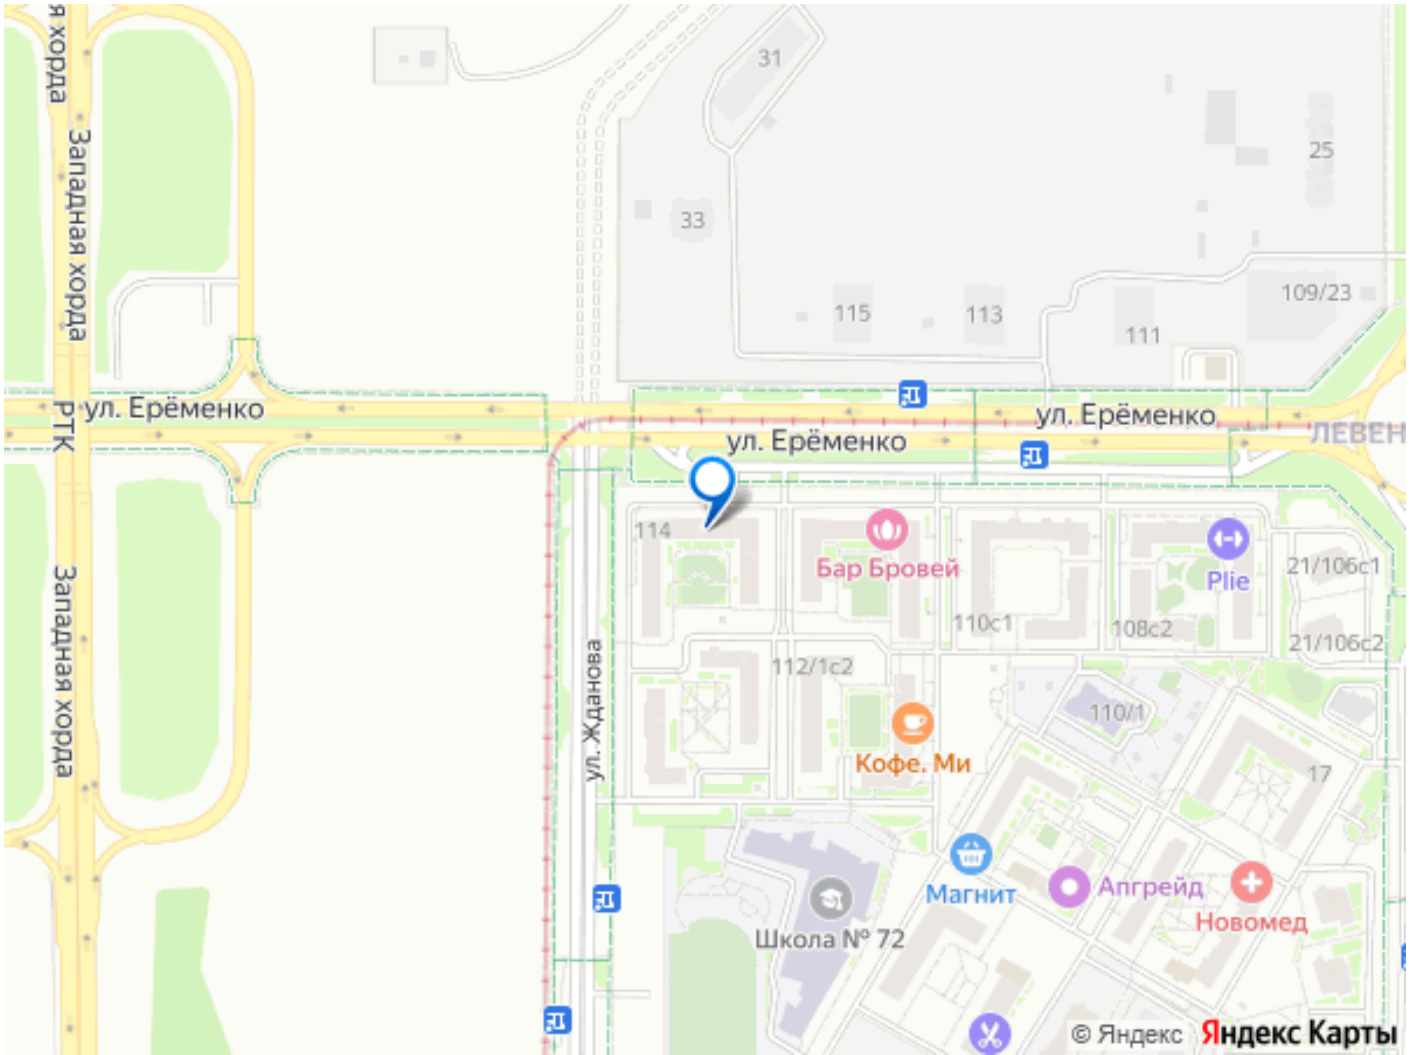 я хорда
31
Западная хорда
25
33
109/23
115
113
111
ул. Ерёменко
РТК
ул. Ерёменко
ул. Ерёменко
ЛЕВЕН
114
Бар Бровей
Plie
21/106с1
110с1
108с2
21/106с2
Западная хорда
ул. Жданова
112/1с2
110/1
Кофе. Ми
17
Магнит
Апгрейд
Новомед
Школа № 72
© Яндекс Яндекс Карты